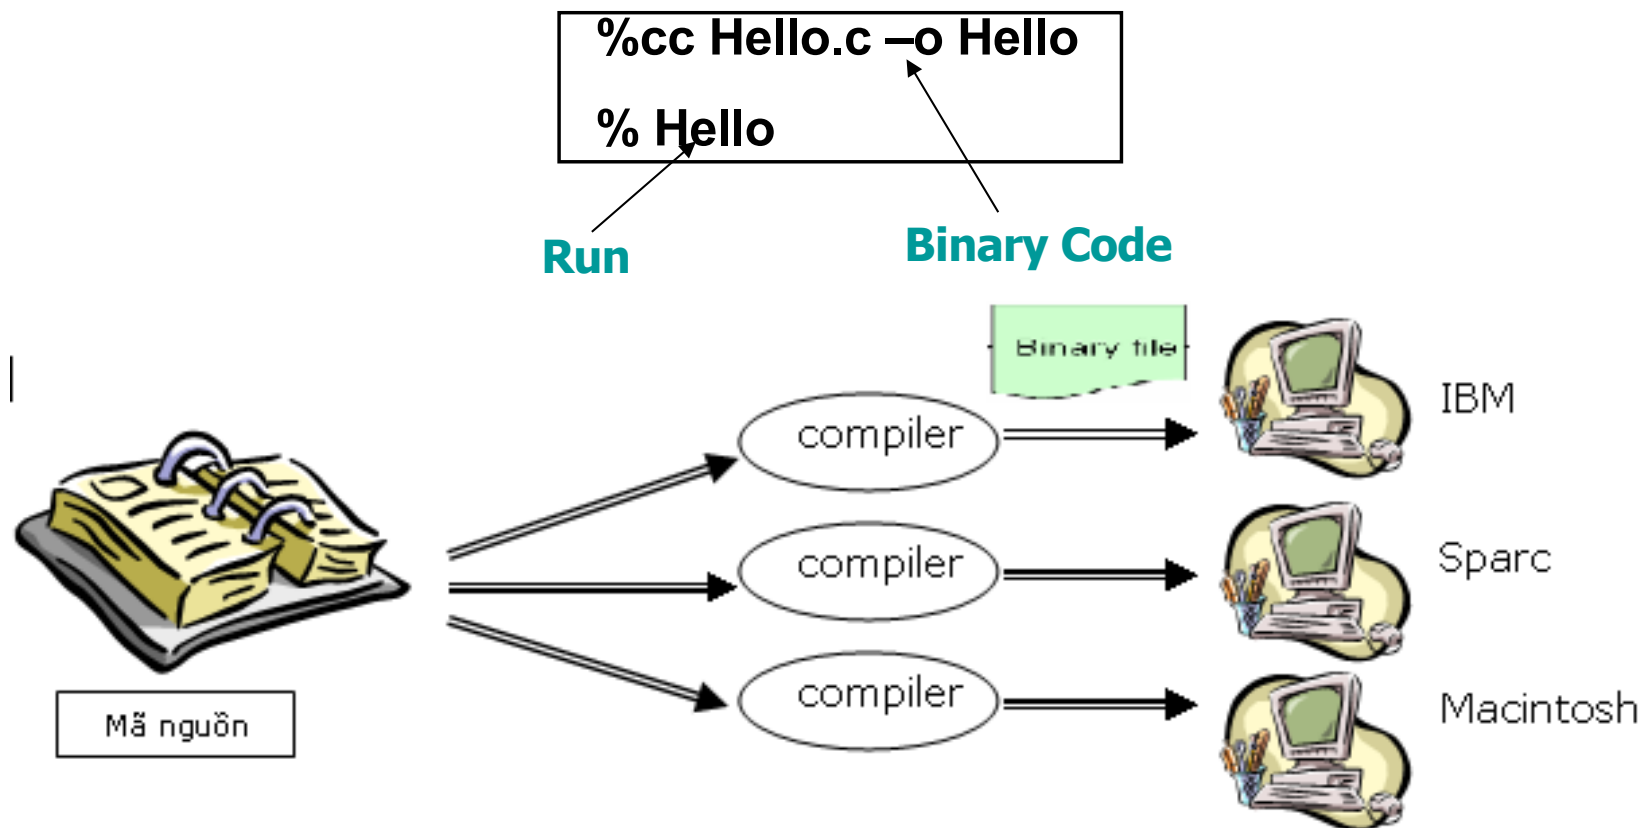 %cc Hello.c –o Hello
% Hello
Run
Binary Code
Binary file
compiler
IBM
compiler
Sparc
compiler
Macintosh
Mã nguồn